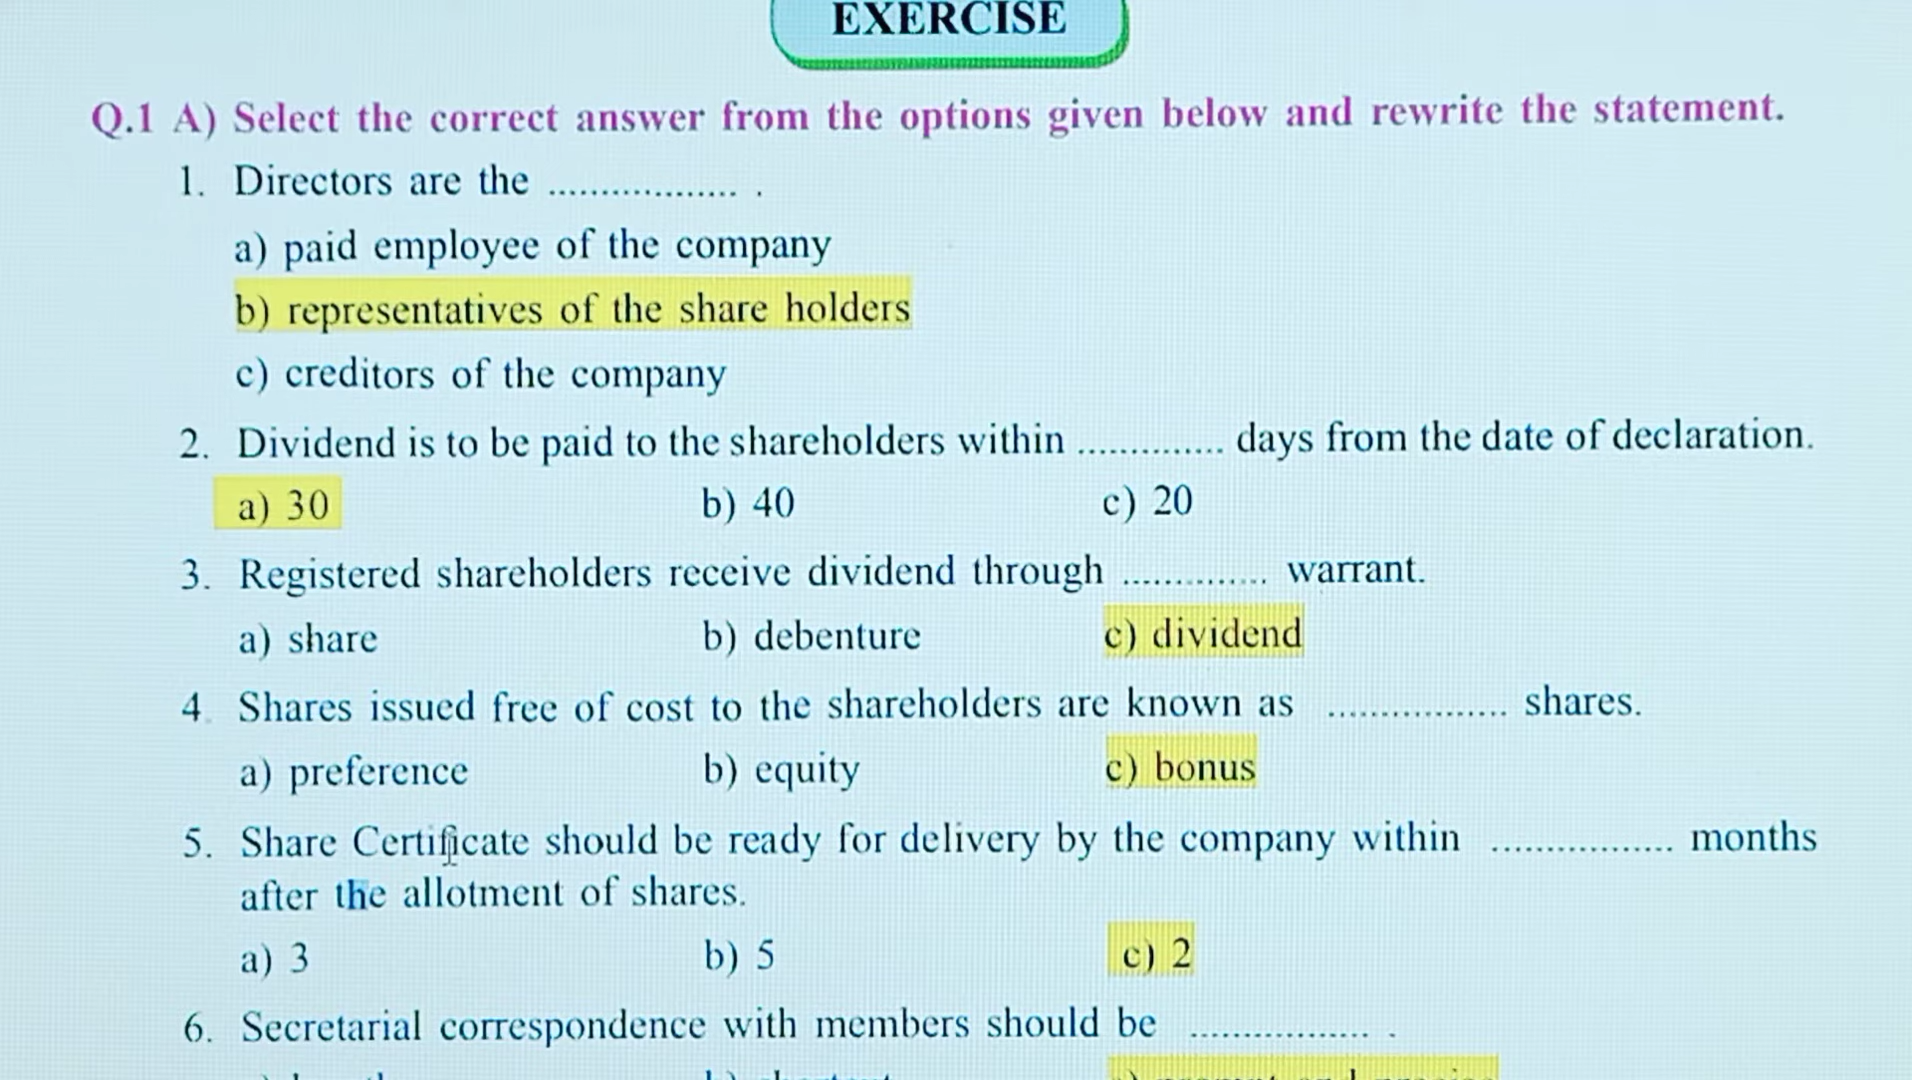 EXERCISE
Q.1 A) Select the correct answer from the options given below and rewrite the statement.
1. Directors are the .................. .
a) paid employee of the company
b) representatives of the share holders
c) creditors of the company
2. Dividend is to be paid to the shareholders within .............. days from the date of declaration.
a) 30 b) 40 c) 20
3. Registered shareholders receive dividend through .............. warrant.
a) share b) debenture c) dividend
4. Shares issued free of cost to the shareholders are known as ................. shares.
a) preference b) equity c) bonus
5. Share Certificate should be ready for delivery by the company within ................. months
after the allotment of shares.
a) 3 b) 5 c) 2
6. Secretarial correspondence with members should be ................. .